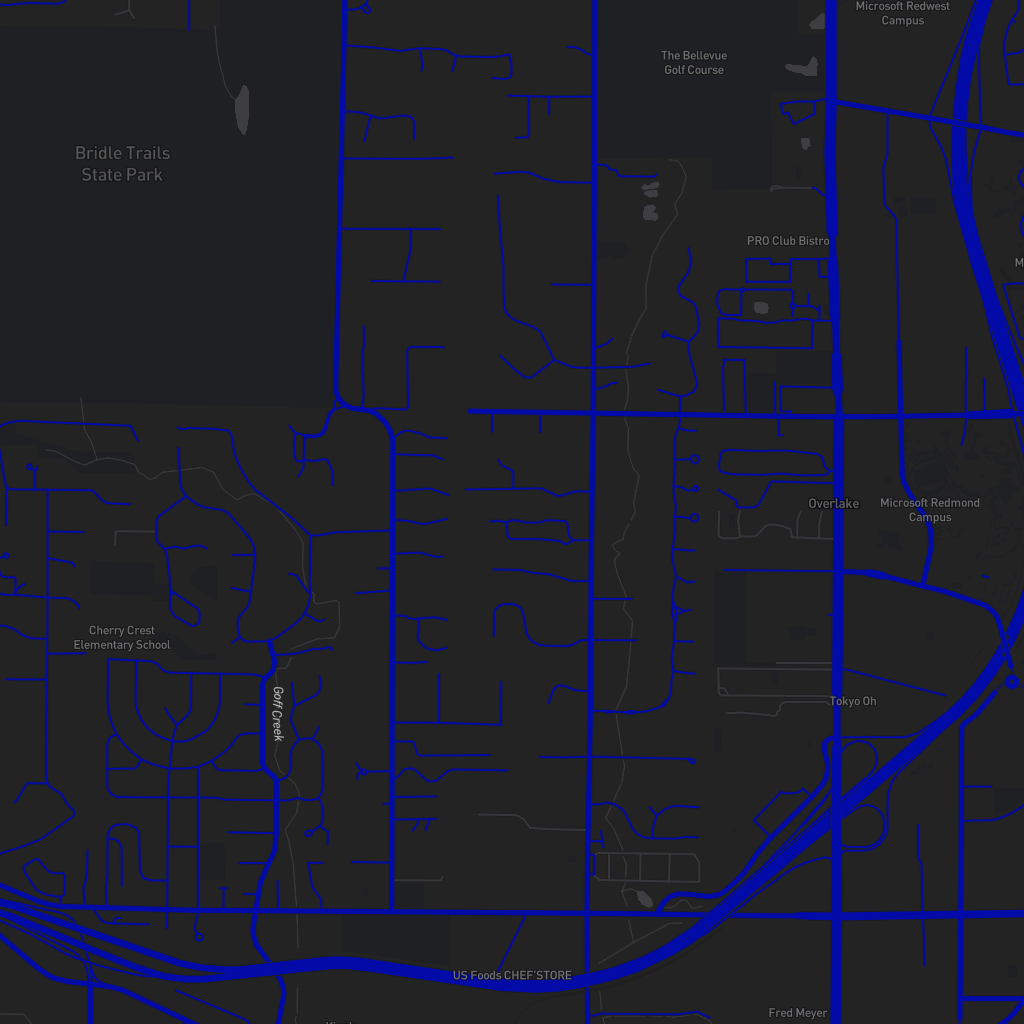 Microsoft Redwest
Campus
The Bellevue
Golf Course
Bridle Trails
State Park
PRO Club Bistro
M
Overlake
Microsoft Redmond
Campus
Cherry Crest
Elementary School
Goff Creek
Tokyo Oh
US Foods CHEF'STORE
Fred Meyer